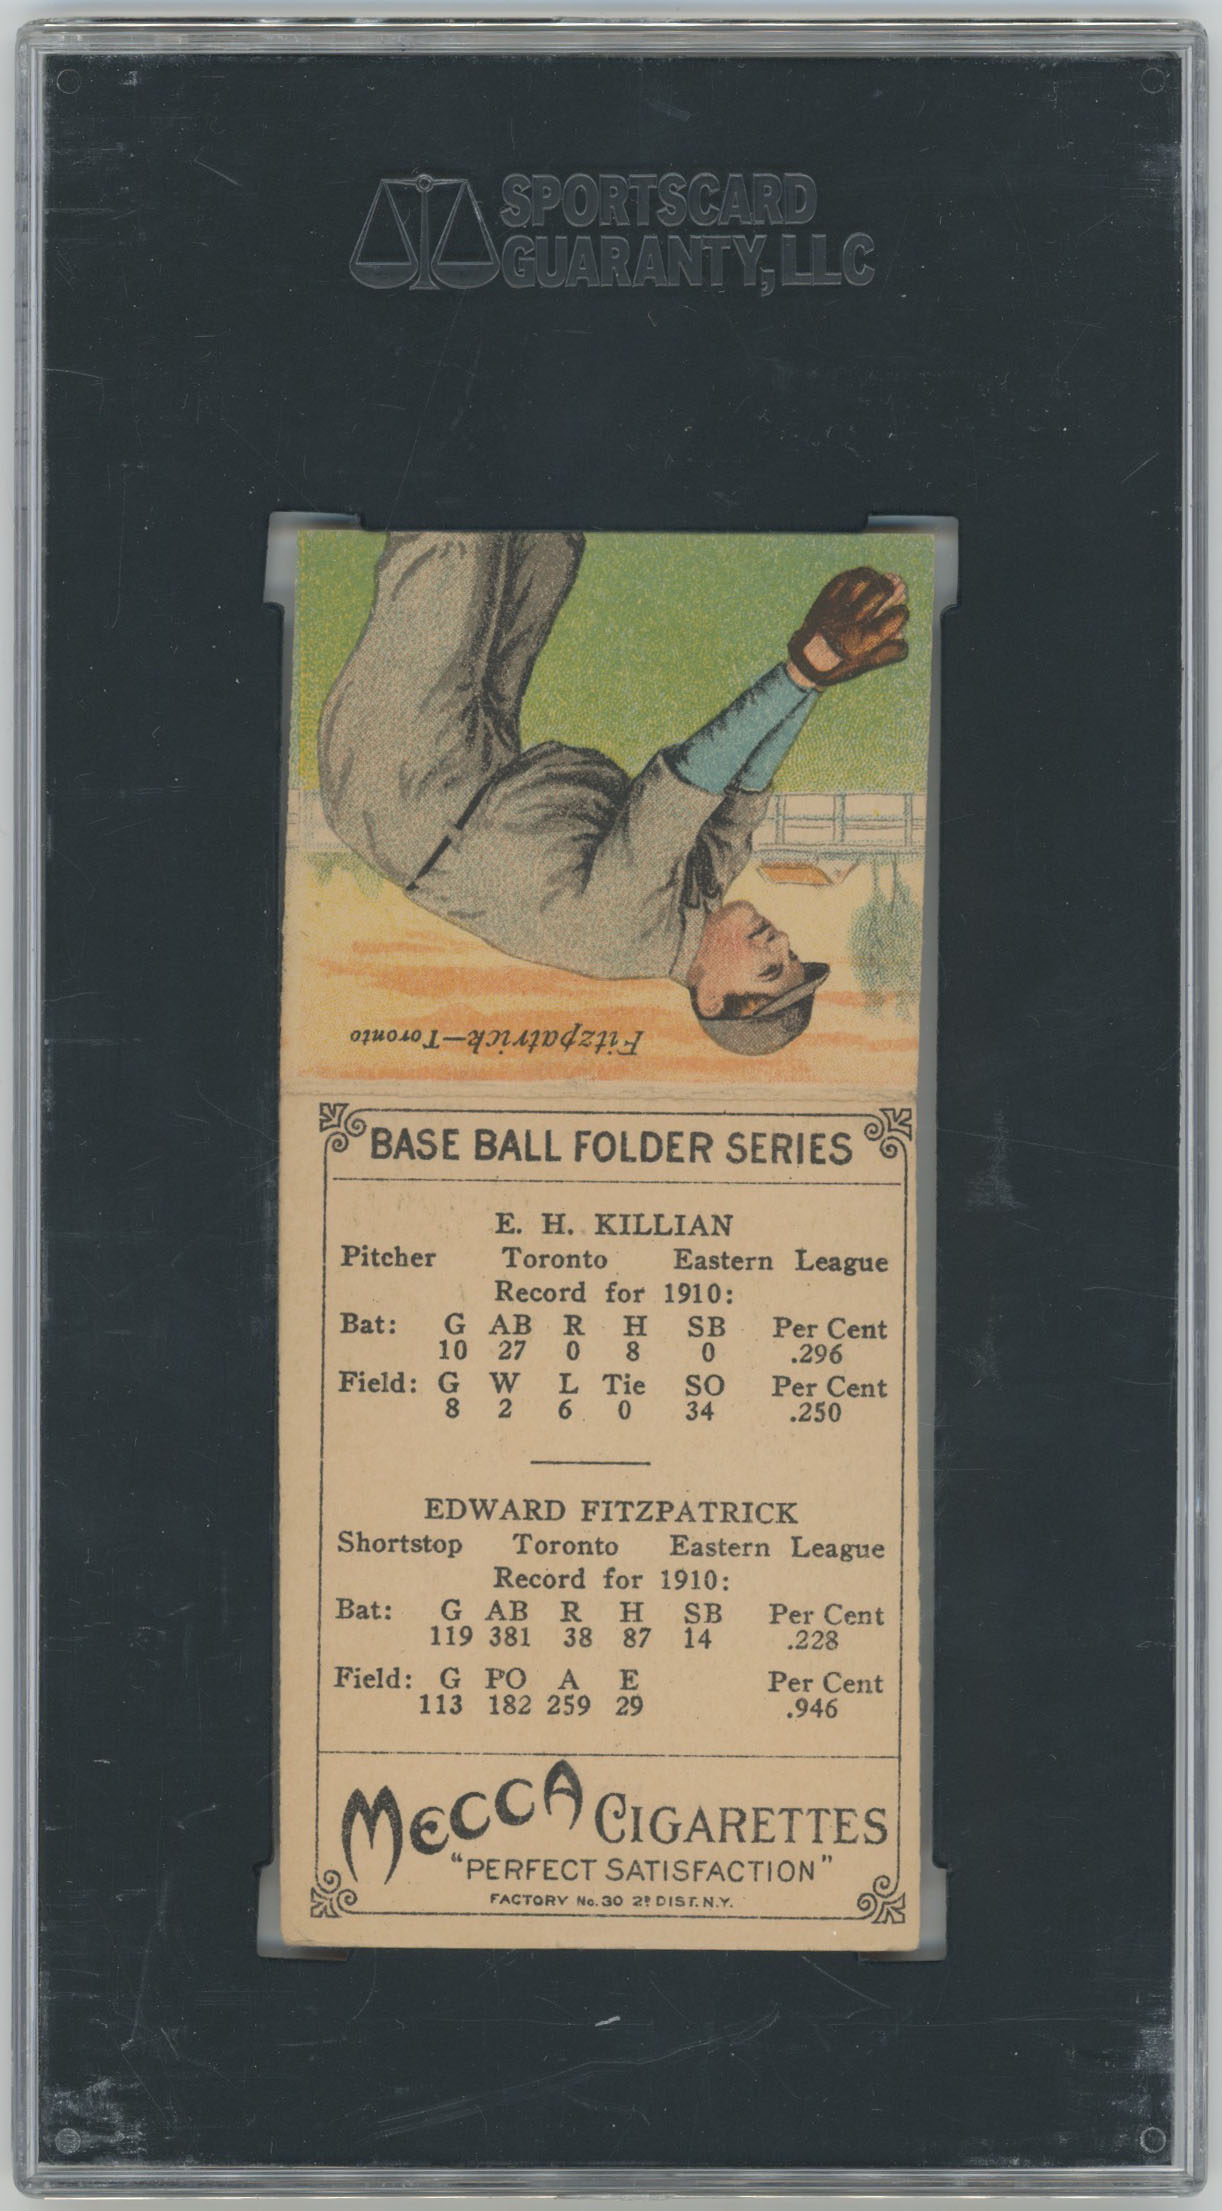 SPORTSCARD
GUARANTY, LLC
Fitzpatrick—Toronto
BASE BALL FOLDER SERIES
E. H. KILLIAN
Pitcher Toronto Eastern League
Record for 1910:
Bat: G AB R H SB Per Cent
10 27 0 8 0 .296
Field: G W L Tie SO Per Cent
8 2 6 0 34 .250
EDWARD FITZPATRICK
Shortstop Toronto Eastern League
Record for 1910:
Bat: G AB R H SB Per Cent
119 381 38 87 14 .228
Field: G PO A E Per Cent
113 182 259 29 .946
MECCA CIGARETTES
"PERFECT SATISFACTION"
FACTORY No. 30 2D DIST. N.Y.